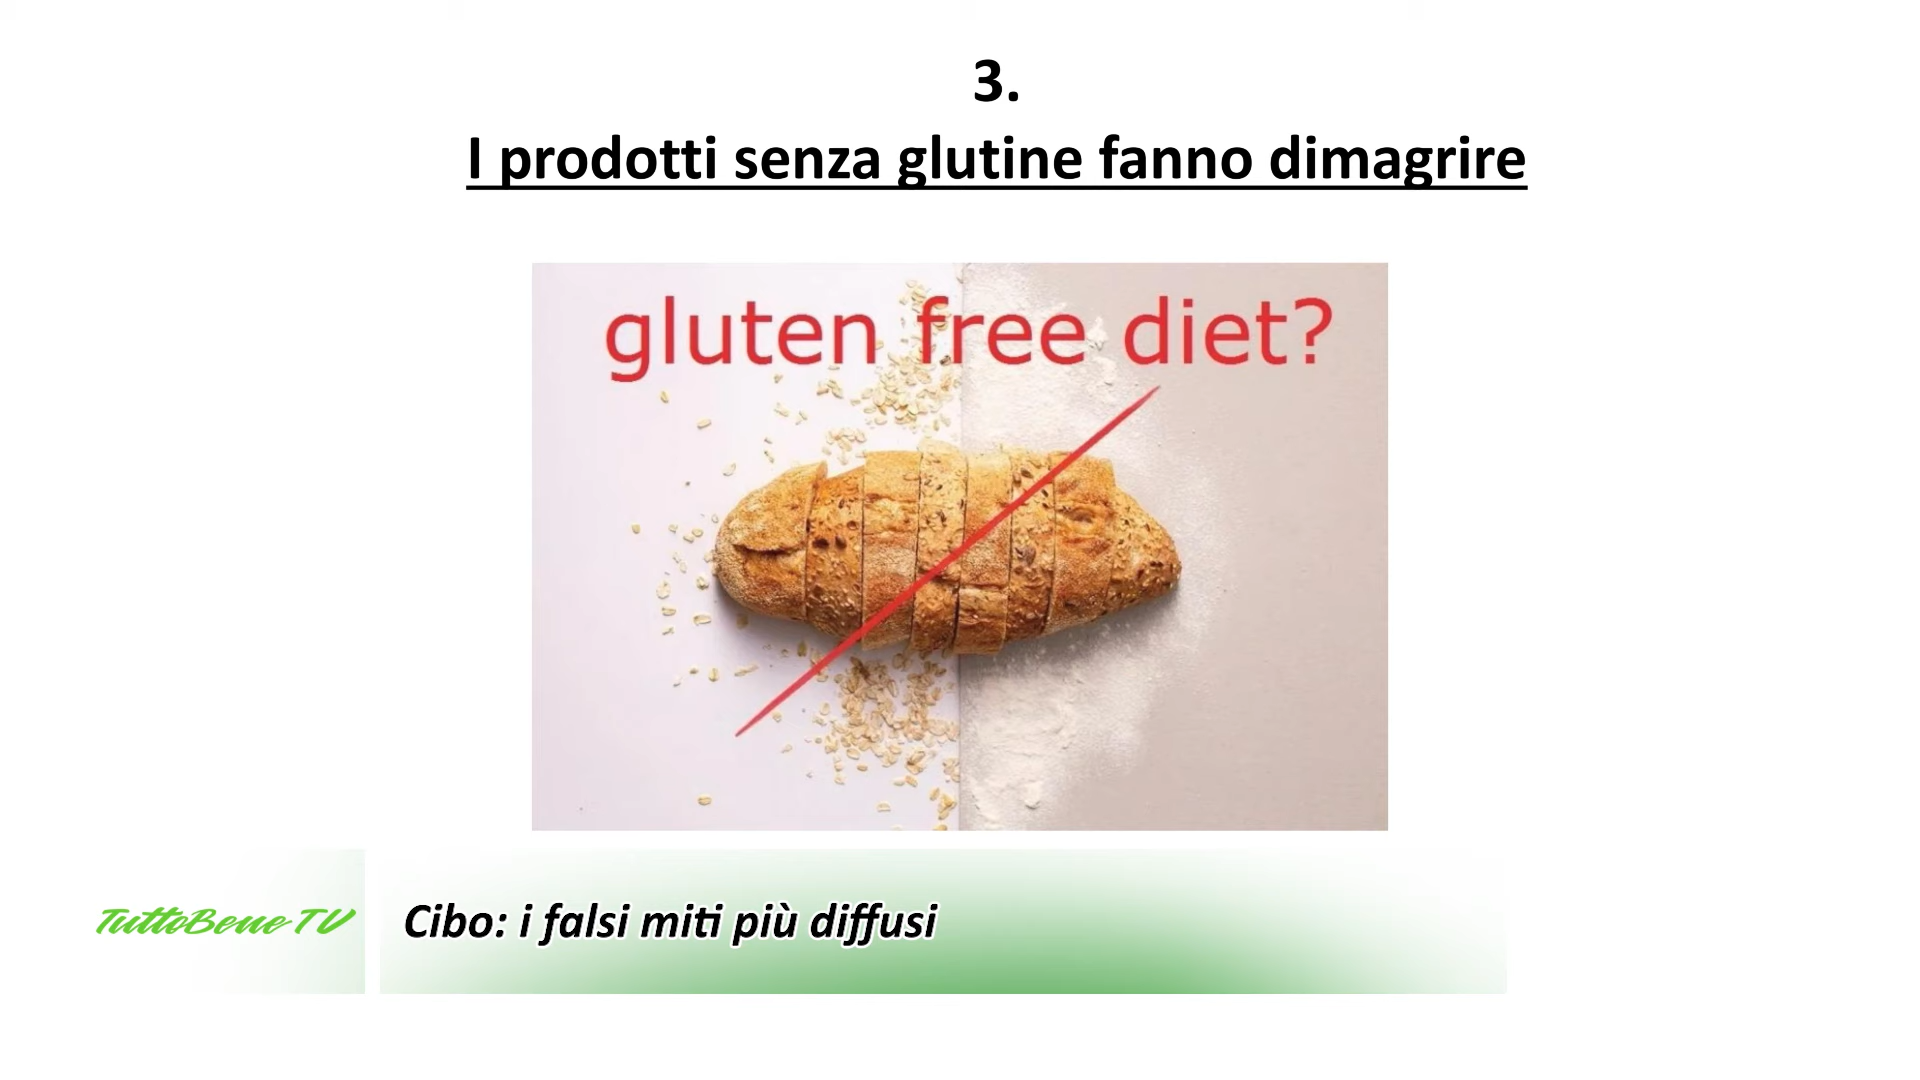 3.
I prodotti senza glutine fanno dimagrire
gluten free diet?
TuttoBene TV
Cibo: i falsi miti più diffusi